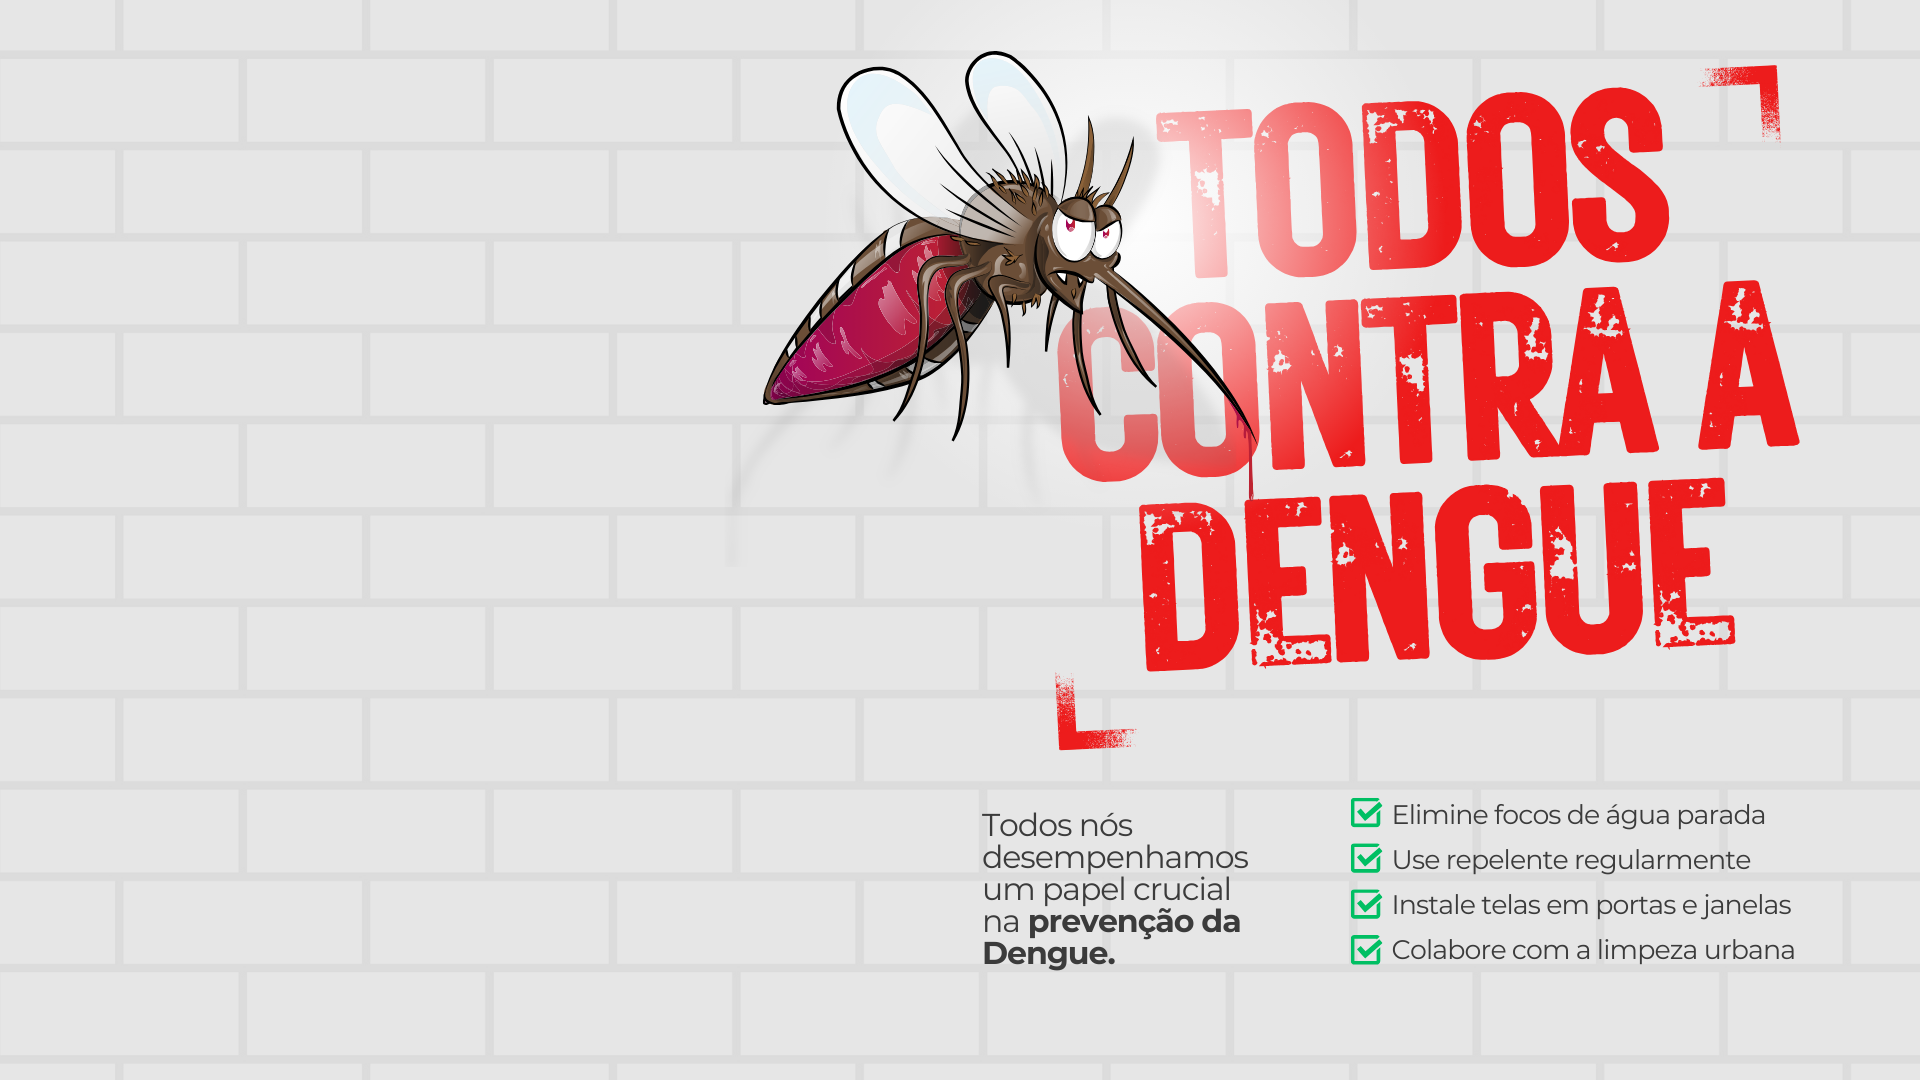 TODOS
CONTRA A
DENGUE
Todos nós
desempenhamos
um papel crucial
na prevenção da
Dengue.
Elimine focos de água parada
Use repelente regularmente
Instale telas em portas e janelas
Colabore com a limpeza urbana